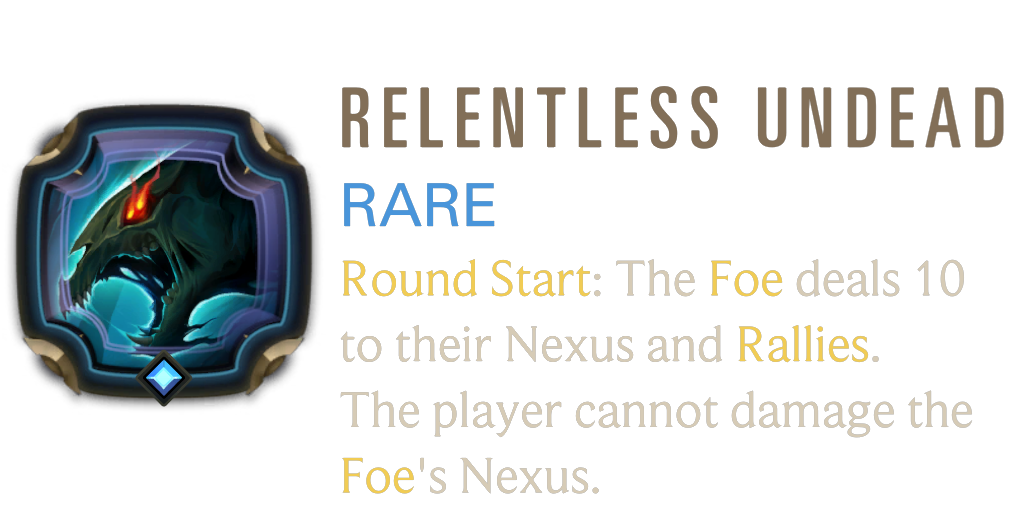 RELENTLESS UNDEAD
RARE
Round Start: The Foe deals 10
to their Nexus and Rallies.
The player cannot damage the
Foe's Nexus.